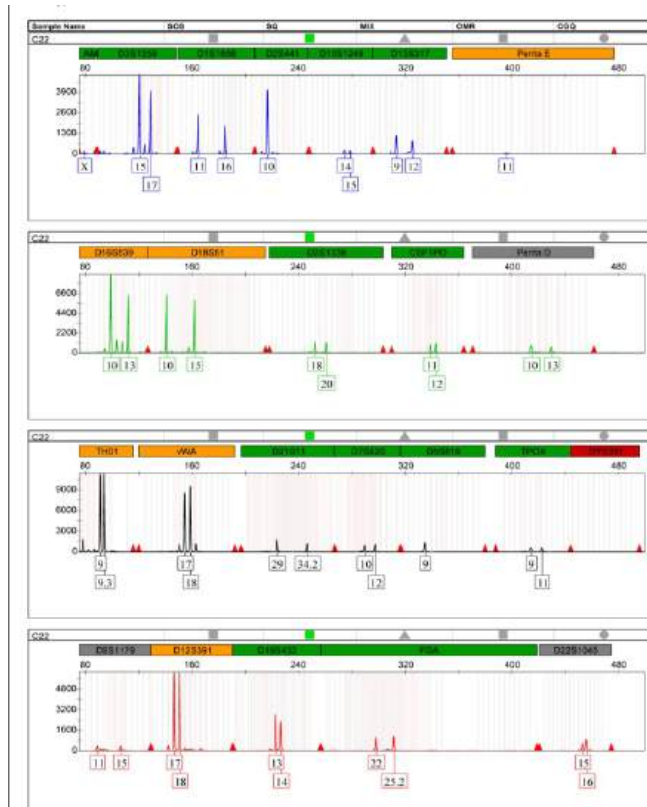 Sample Name SOS SQ MIX OMR CGQ
C22
AM D3S1358 D1S1656 D2S441 D10S1248 D13S317 Penta E
80 160 240 320 400 480
3900
2600
1300
0
X 15 11 16 10 14 9 12 11
17 15
C22
D16S539 D18S51 D2S1338 CSF1PO Penta D
80 160 240 320 400 480
6600
4400
2200
0
10 13 10 15 18 11 10 13
20 12
C22
TH01 vWA D21S11 D7S820 D5S818 TPOX DYS391
80 160 240 320 400 480
9000
6000
3000
0
9 17 29 34.2 10 9 9
9.3 18 12 11
C22
D8S1179 D12S391 D19S433 FGA D22S1045
80 160 240 320 400 480
4800
3200
1600
0
11 15 17 13 22 15
18 14 25.2 16